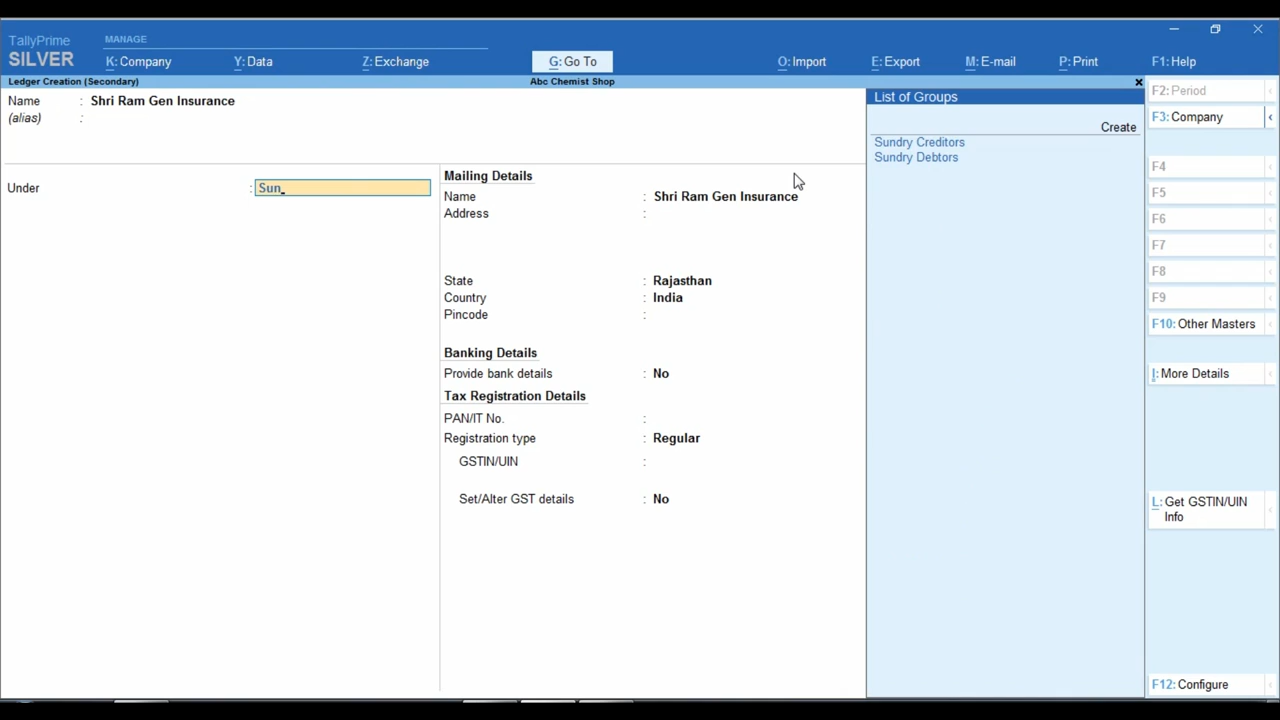 TallyPrime
SILVER
MANAGE
K: Company
Y: Data
Z: Exchange
G: Go To
O: Import
E: Export
M: E-mail
P: Print
F1: Help
Ledger Creation (Secondary)
Abc Chemist Shop
Name : Shri Ram Gen Insurance
(alias) :
Under : Sun
Mailing Details
Name : Shri Ram Gen Insurance
Address :
State : Rajasthan
Country : India
Pincode :
Banking Details
Provide bank details : No
Tax Registration Details
PAN/IT No. :
Registration type : Regular
GSTIN/UIN :
Set/Alter GST details : No
List of Groups
Create
Sundry Creditors
Sundry Debtors
F2: Period
F3: Company
F4
F5
F6
F7
F8
F9
F10: Other Masters
I: More Details
L: Get GSTIN/UIN
Info
F12: Configure